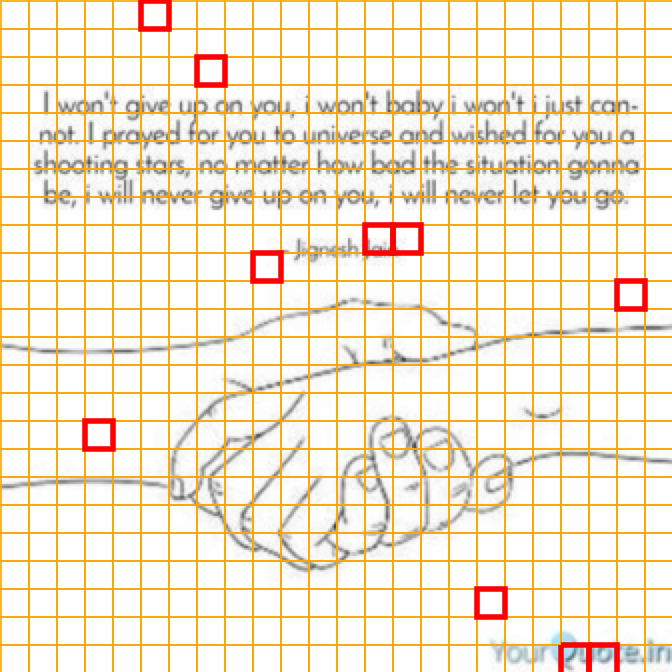 I won't give up on you, i won't baby i won't i just can-
not. I prayed for you to universe and wished for you a
shooting stars, no matter how bad the situation gonna
be, i will never give up on you, i will never let you go.
- Jignesh Jain
YourQuote.in